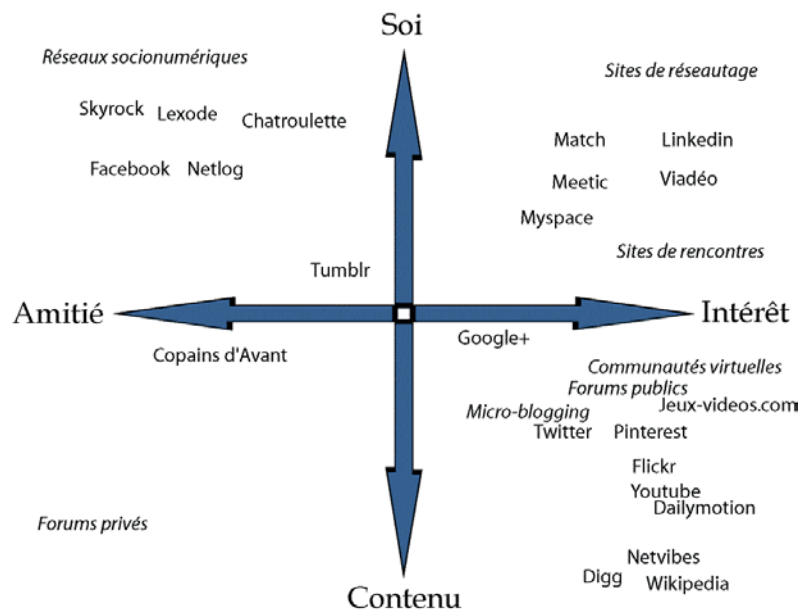 Soi
Réseaux socionumériques
Sites de réseautage
Skyrock Lexode Chatroulette
Match Linkedin
Facebook Netlog
Meetic Viadéo
Myspace
Sites de rencontres
Tumblr
Amitié Intérêt
Google+
Copains d'Avant
Communautés virtuelles
Forums publics
Jeux-videos.com
Micro-blogging
Twitter Pinterest
Flickr
Youtube
Dailymotion
Forums privés
Netvibes
Digg Wikipedia
Contenu